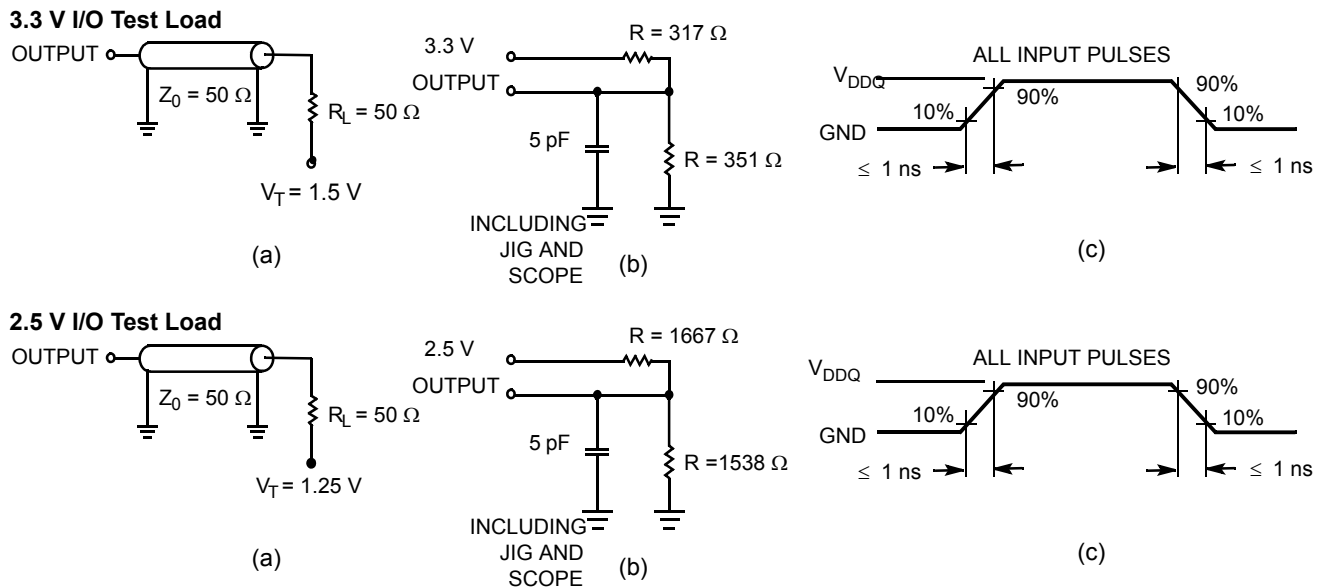 3.3 V I/O Test Load
OUTPUT
Z0 = 50 Ω
RL = 50 Ω
VT = 1.5 V
(a)
3.3 V
OUTPUT
R = 317 Ω
5 pF
R = 351 Ω
INCLUDING
JIG AND
SCOPE
(b)
ALL INPUT PULSES
VDDQ
GND
10%
90%
90%
10%
≤ 1 ns
≤ 1 ns
(c)
2.5 V I/O Test Load
OUTPUT
Z0 = 50 Ω
RL = 50 Ω
VT = 1.25 V
(a)
2.5 V
OUTPUT
R = 1667 Ω
5 pF
R =1538 Ω
INCLUDING
JIG AND
SCOPE
(b)
ALL INPUT PULSES
VDDQ
GND
10%
90%
90%
10%
≤ 1 ns
≤ 1 ns
(c)